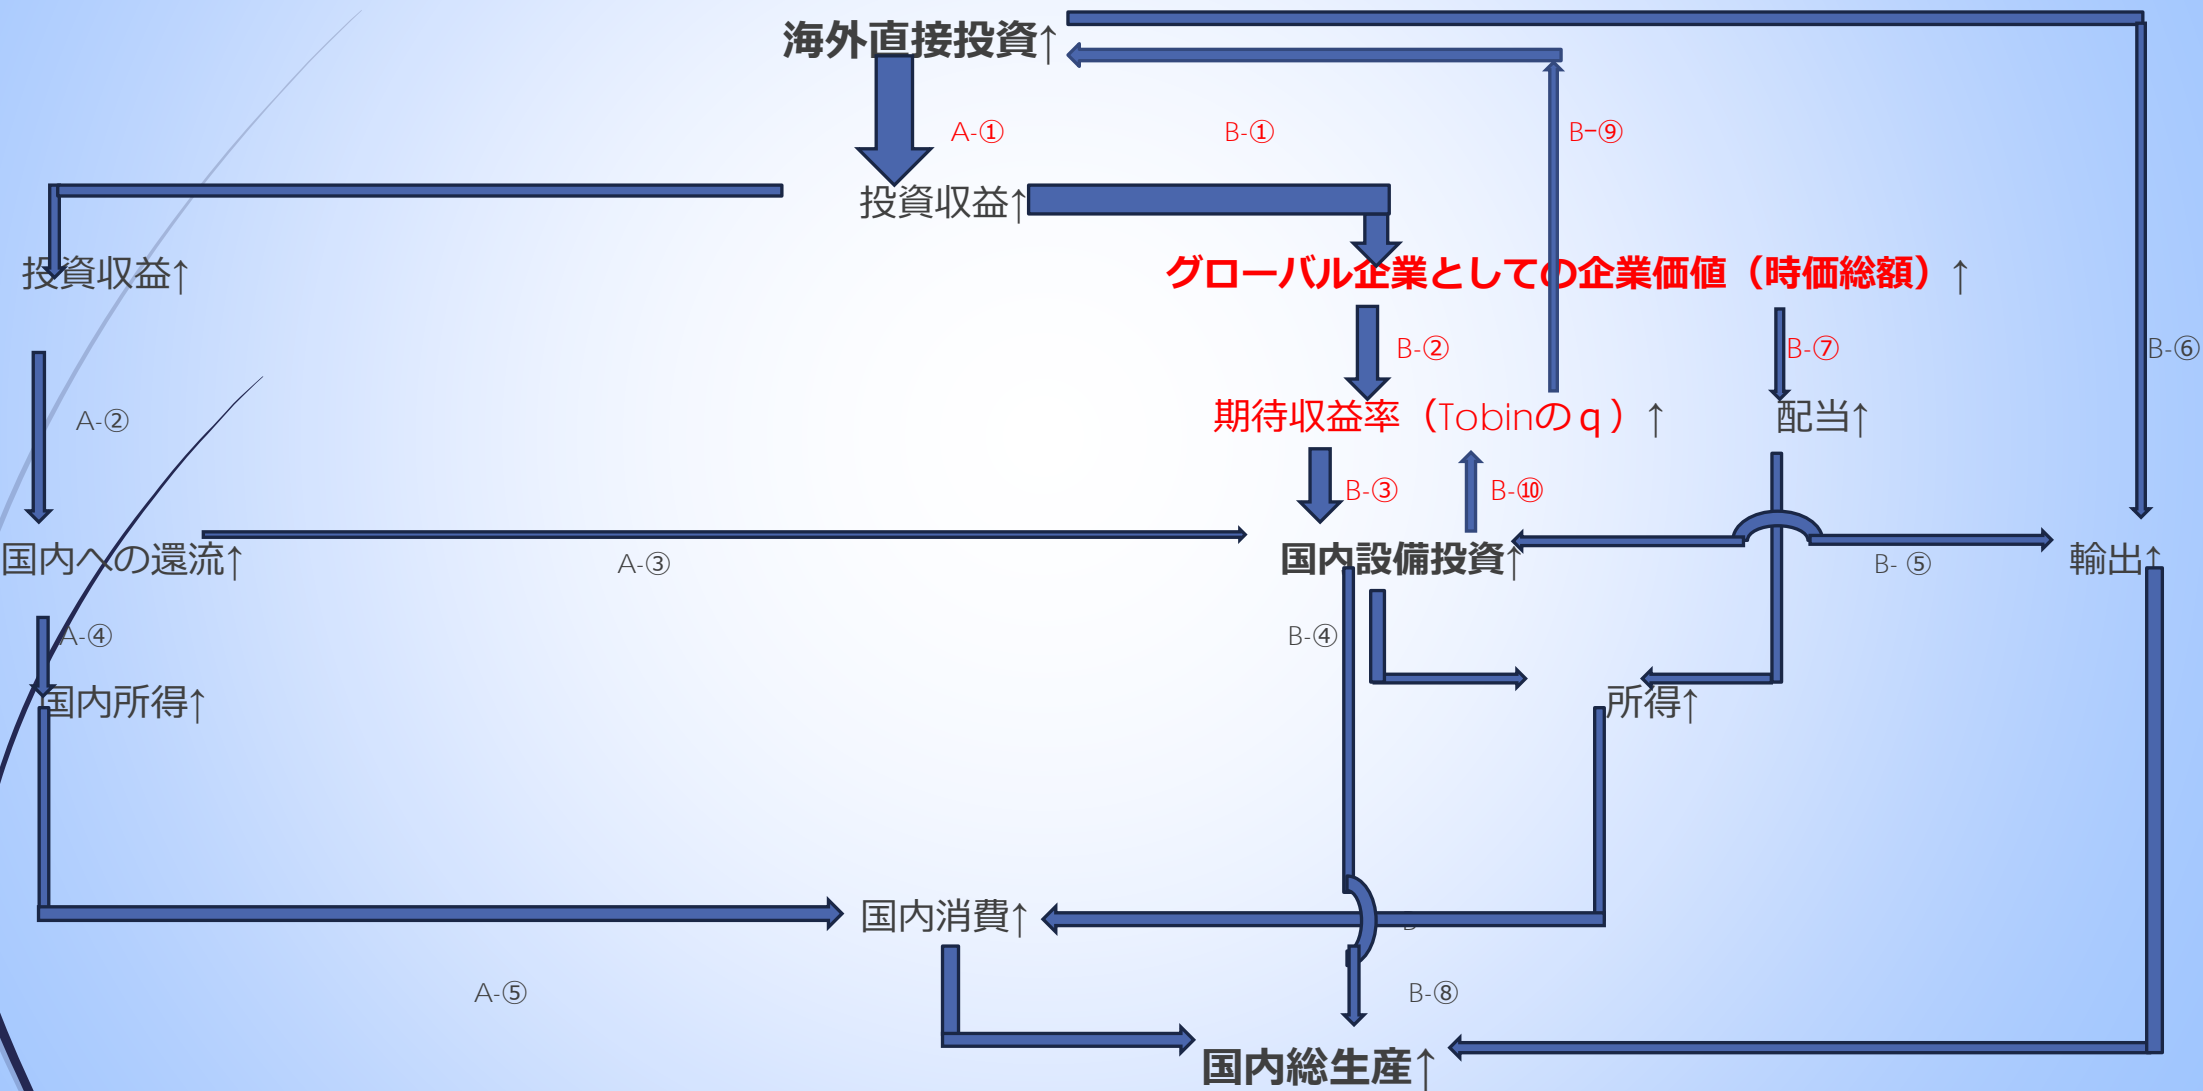 海外直接投資↑
A-①
B-①
B-⑨
投資収益↑
投資収益↑
グローバル企業としての企業価値（時価総額）↑
B-②
B-⑦
B-⑥
A-②
期待収益率（Tobinのｑ）↑
配当↑
B-③
B-⑩
国内への還流↑
A-③
国内設備投資↑
B- ⑤
輸出↑
A-④
B-④
国内所得↑
所得↑
国内消費↑
A-⑤
B-⑧
国内総生産↑